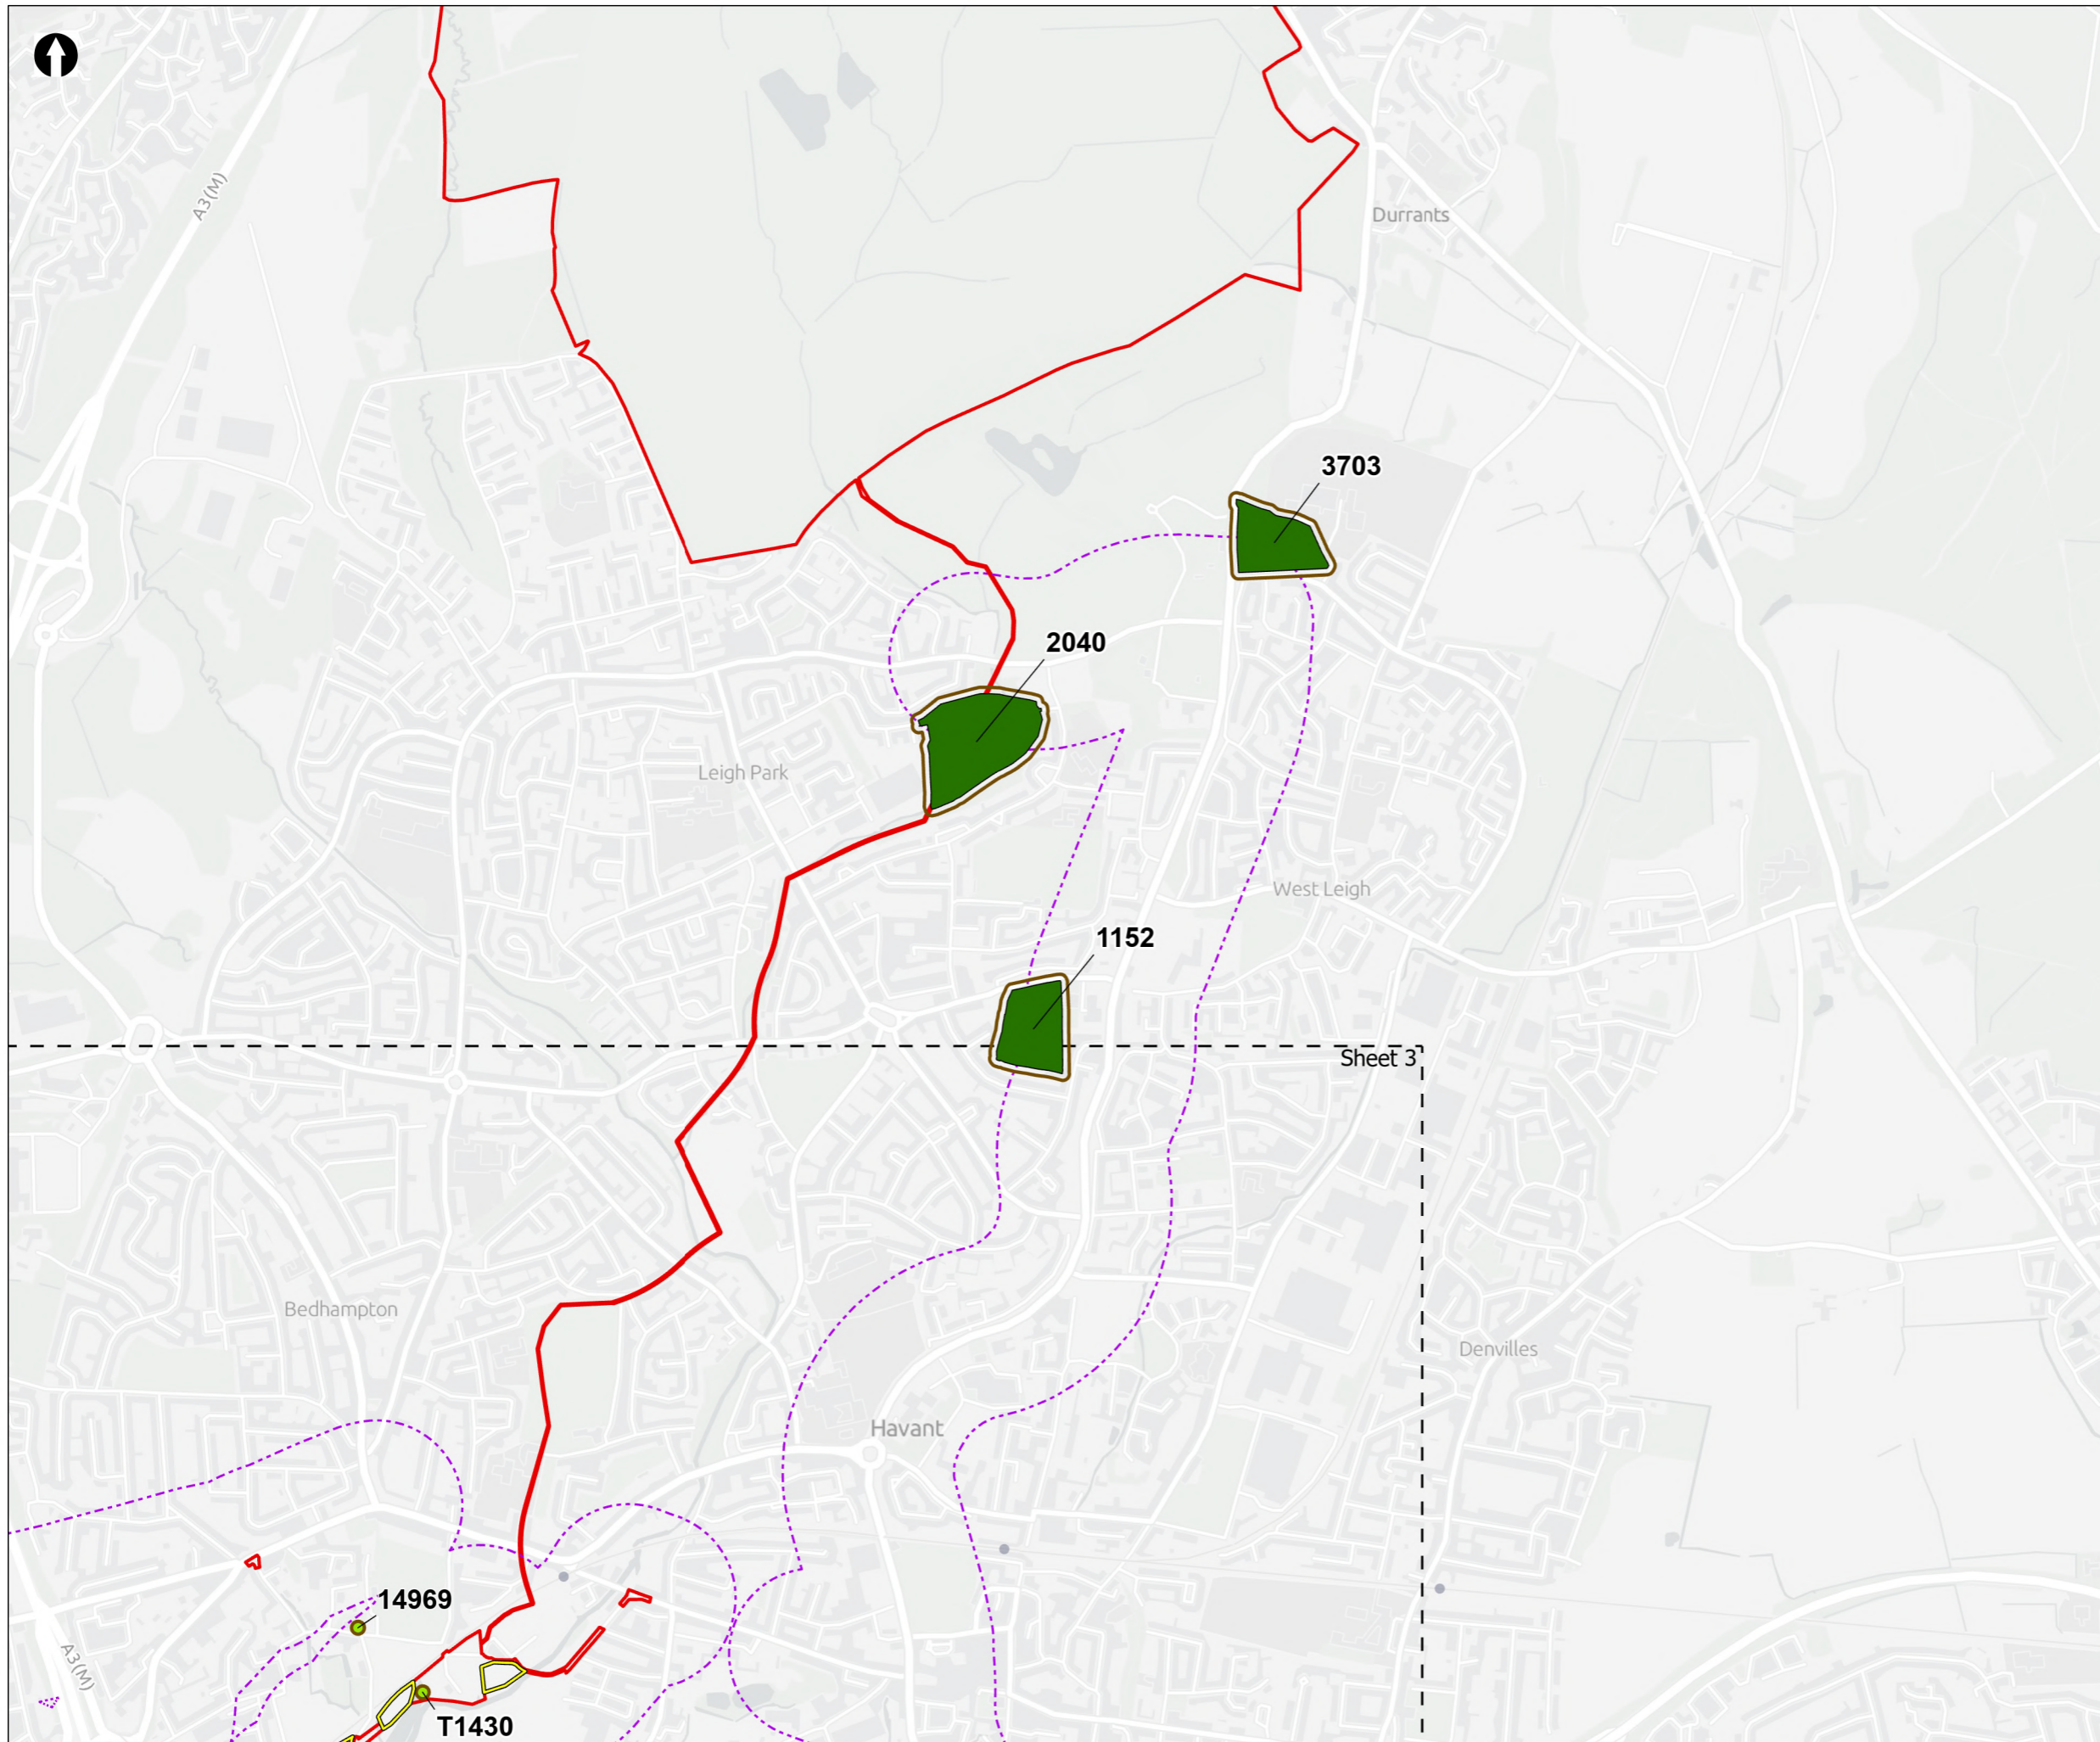 A3(M)
Durrants
3703
2040
Leigh Park
West Leigh
1152
Sheet 3
Bedhampton
Denvilles
Havant
14969
A3(M)
T1430